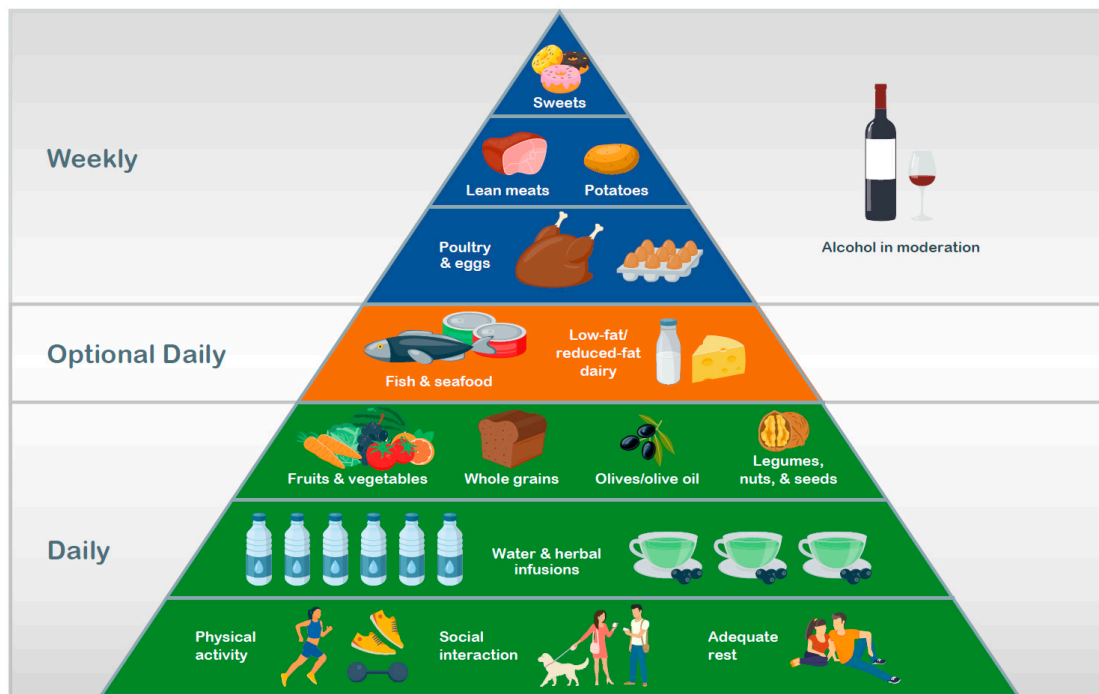 Sweets
Weekly
Lean meats
Potatoes
Poultry
& eggs
Alcohol in moderation
Optional Daily
Fish & seafood
Low-fat/
reduced-fat
dairy
Fruits & vegetables
Whole grains
Olives/olive oil
Legumes,
nuts, & seeds
Daily
Water & herbal
infusions
Physical
activity
Social
interaction
Adequate
rest